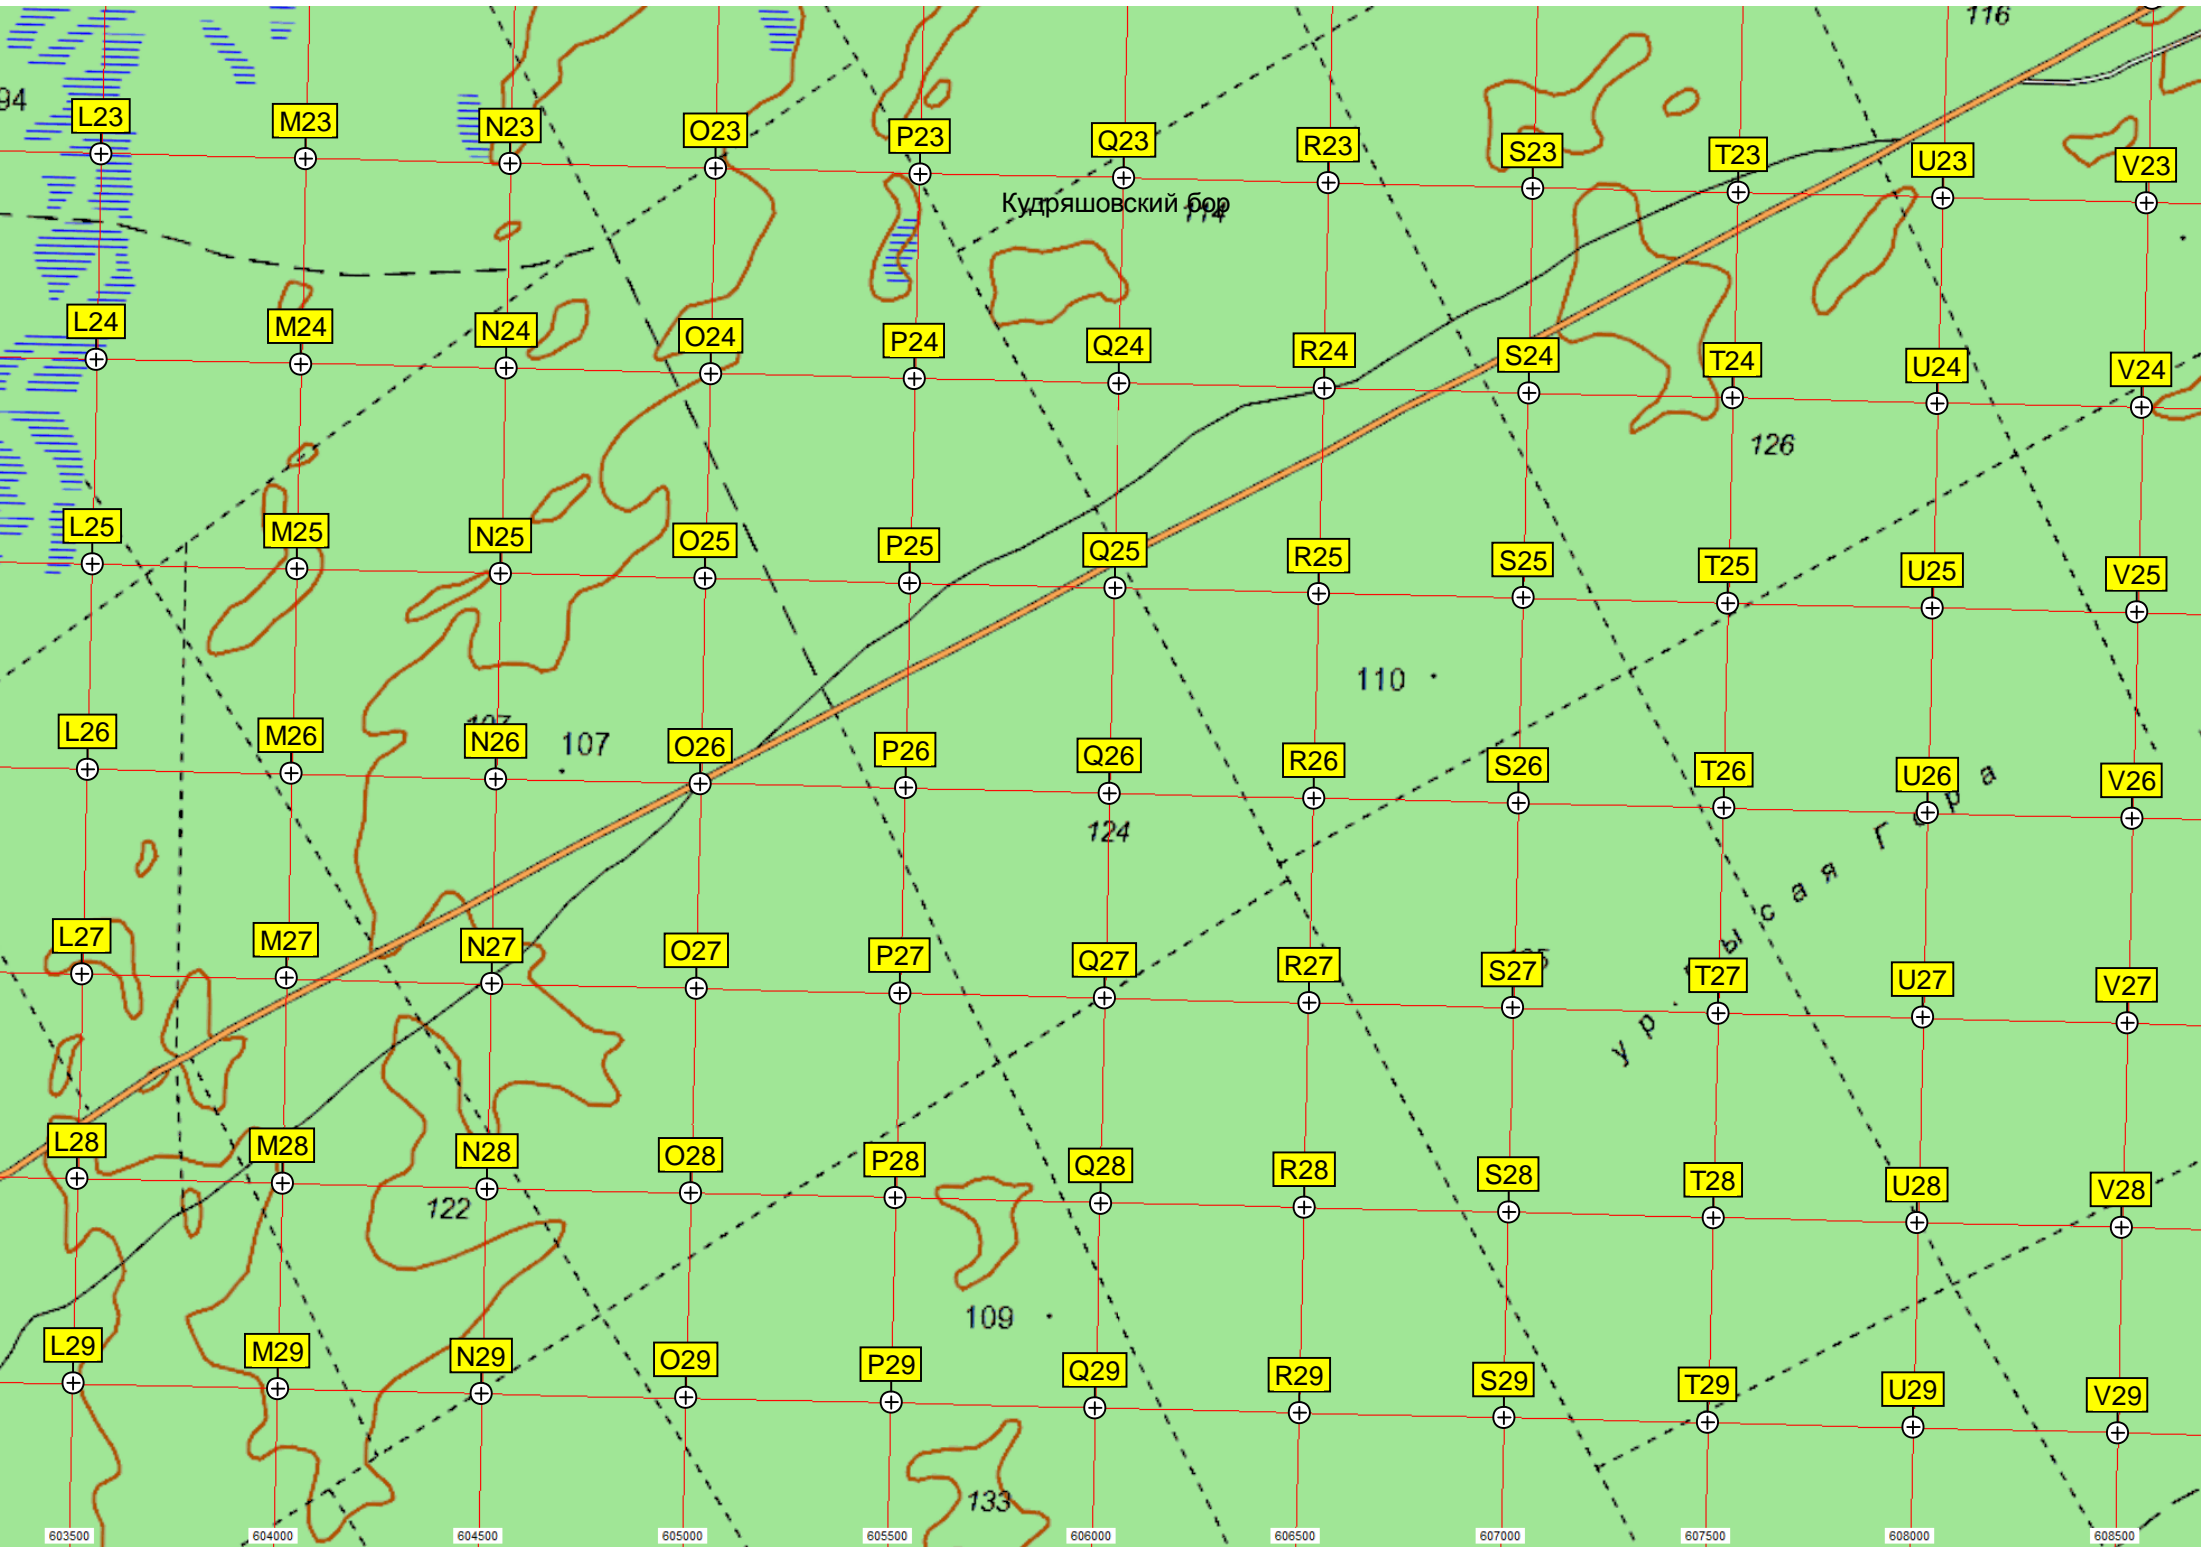 116
94
L23 M23 N23 O23 P23 Q23 R23 S23 T23 U23 V23
Кудряшовский бор
114
L24 M24 N24 O24 P24 Q24 R24 S24 T24 U24 V24
126
L25 M25 N25 O25 P25 Q25 R25 S25 T25 U25 V25
110
107
L26 M26 N26 107 O26 P26 Q26 R26 S26 T26 U26 V26
124
L27 M27 N27 O27 P27 Q27 R27 S27 T27 U27 V27
ур. Лысая Гора
L28 M28 N28 O28 P28 Q28 R28 S28 T28 U28 V28
122
109
L29 M29 N29 O29 P29 Q29 R29 S29 T29 U29 V29
133
603500 604000 604500 605000 605500 606000 606500 607000 607500 608000 608500